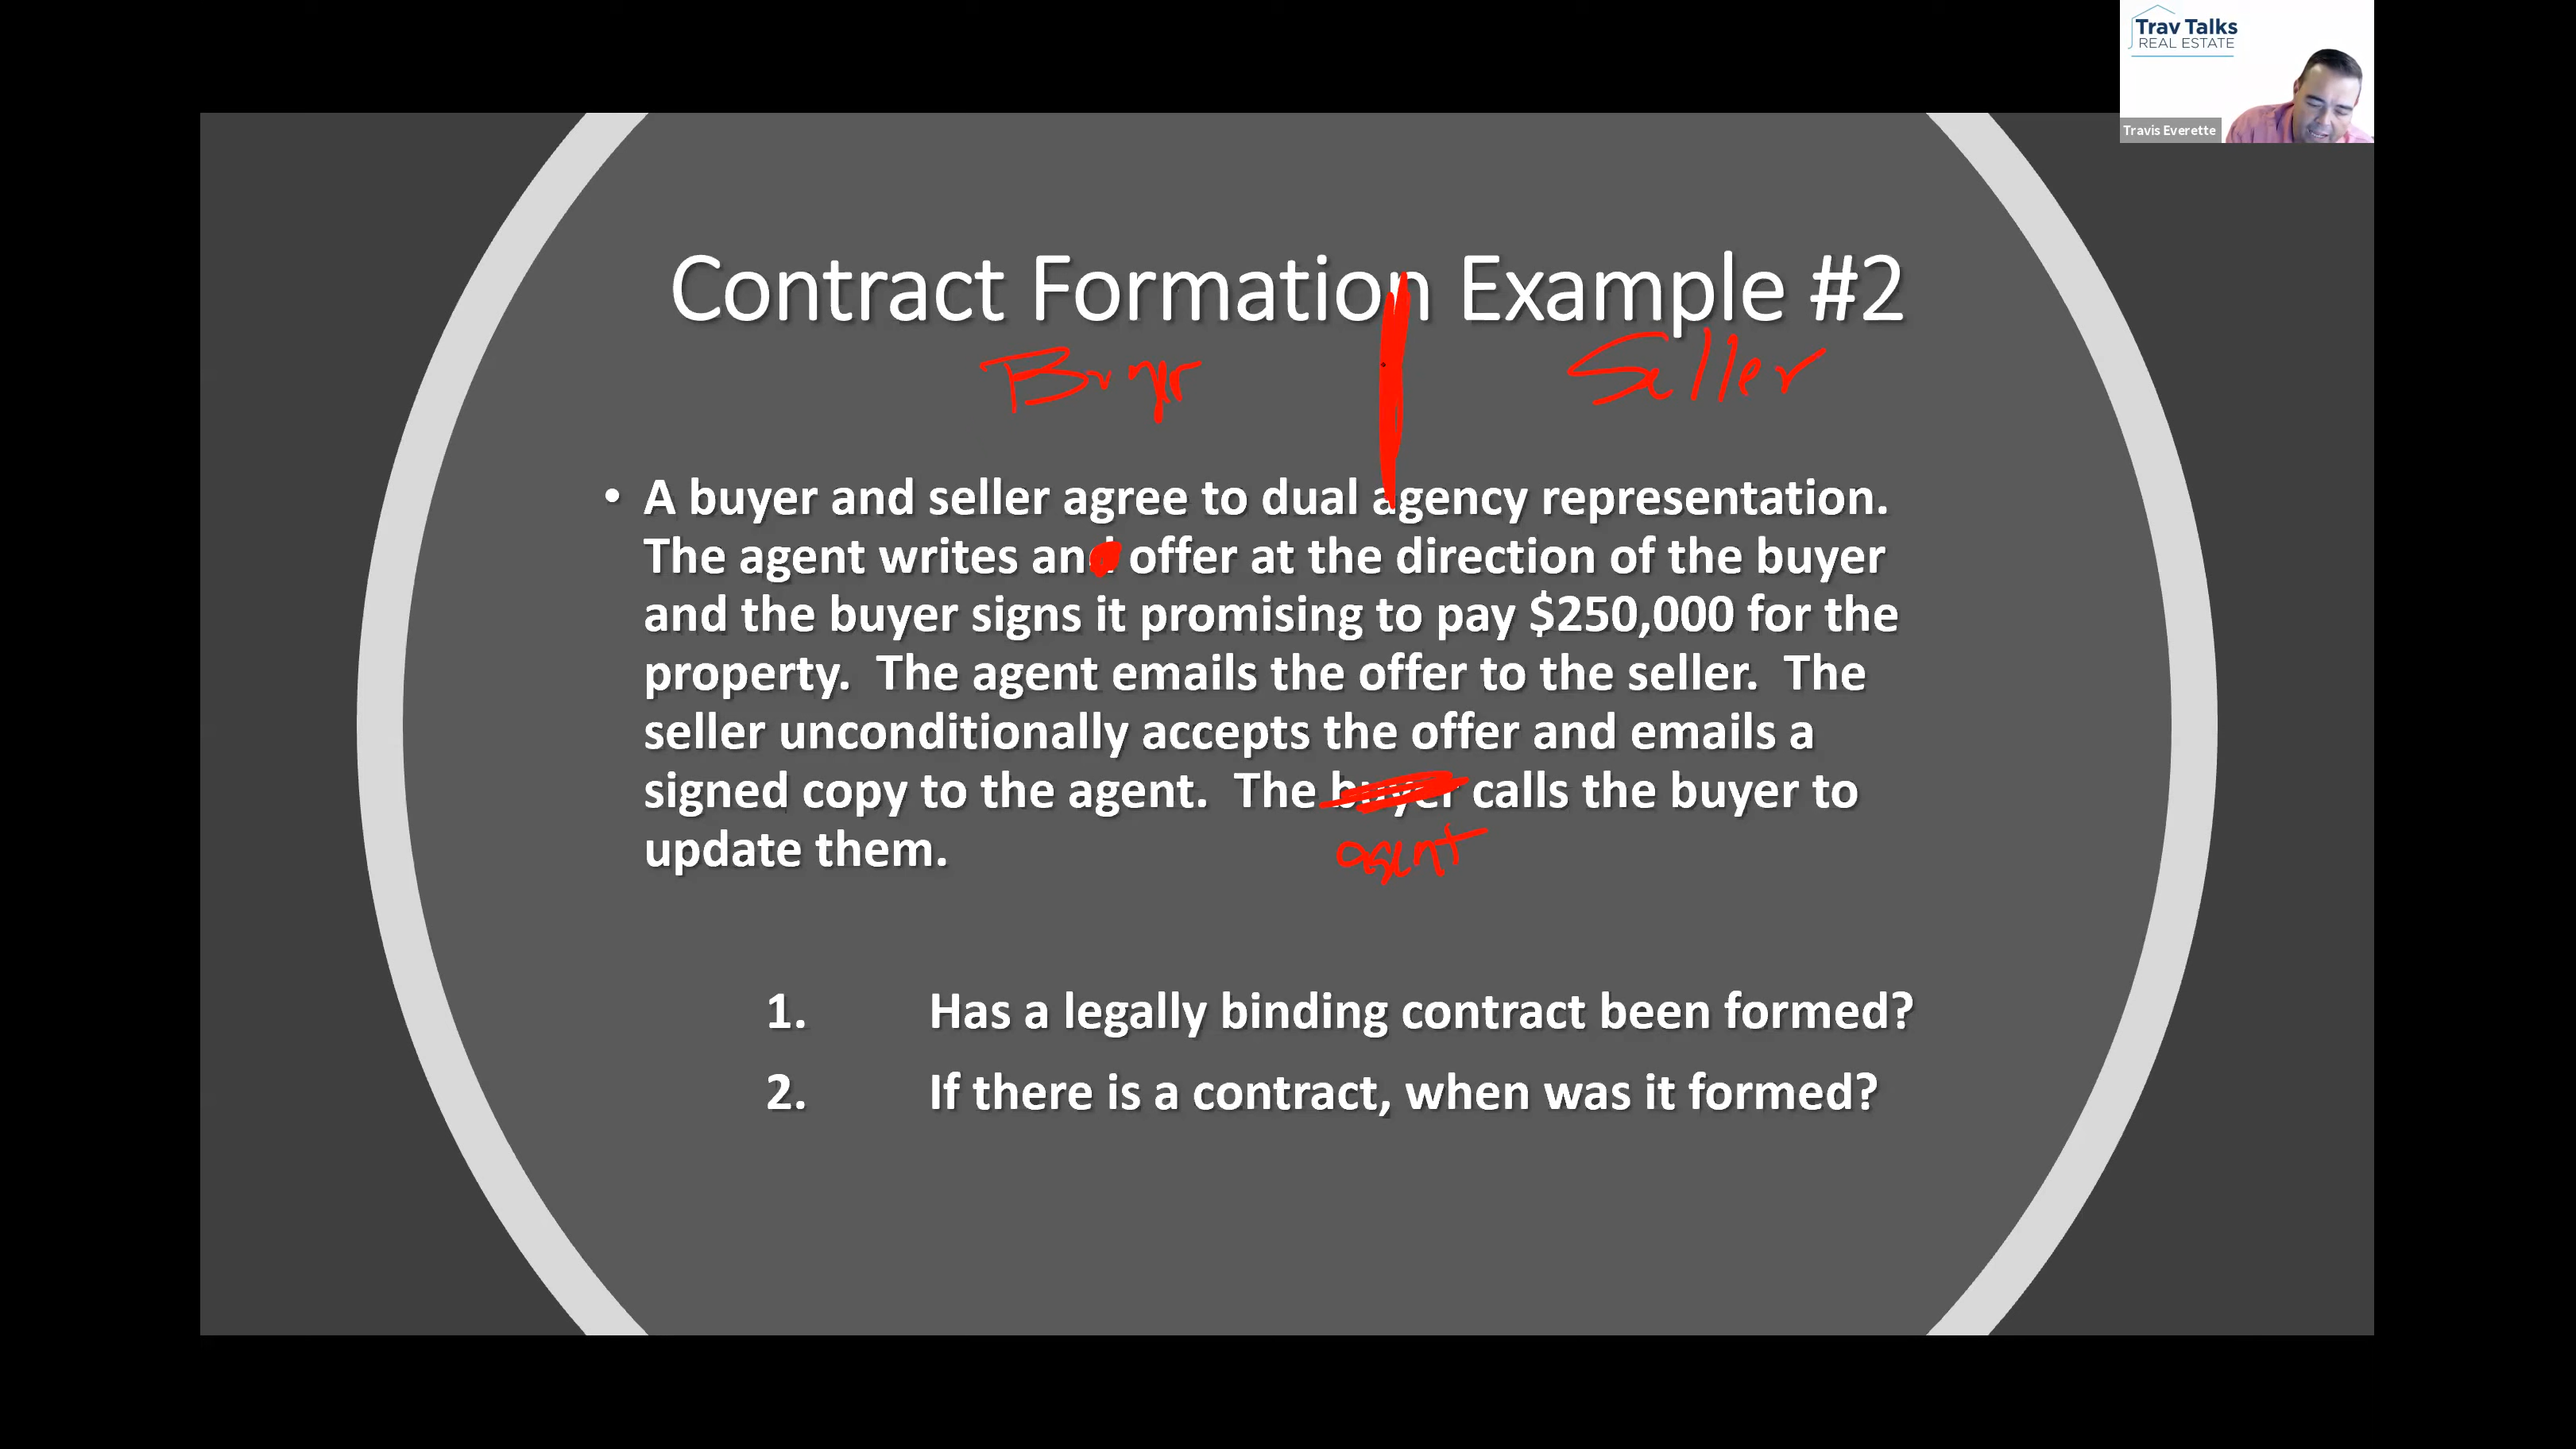 Trav Talks
REAL ESTATE
Travis Everette
Contract Formation Example #2
Buyer Seller
• A buyer and seller agree to dual agency representation.
The agent writes and offer at the direction of the buyer
and the buyer signs it promising to pay $250,000 for the
property. The agent emails the offer to the seller. The
seller unconditionally accepts the offer and emails a
signed copy to the agent. The buyer calls the buyer to
agent
update them.
1. Has a legally binding contract been formed?
2. If there is a contract, when was it formed?